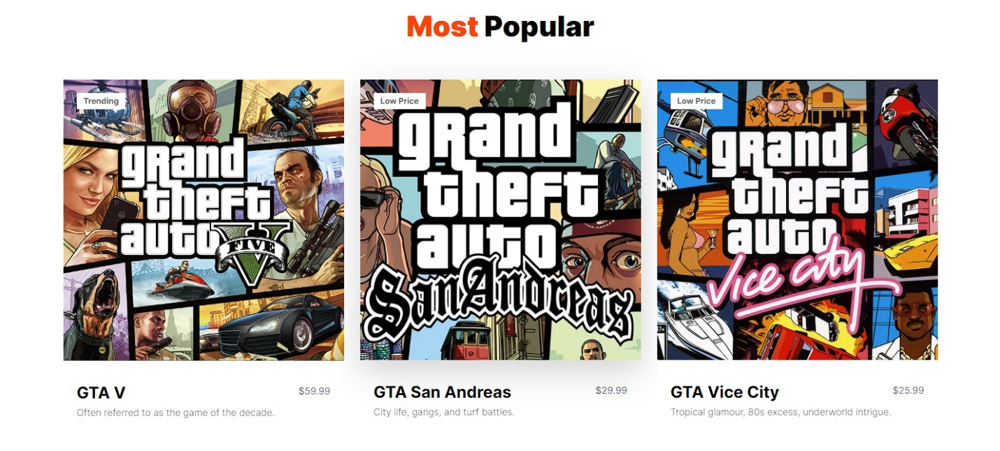 Most Popular
Trending
grand
theft
auto
FIVE
Low Price
grand
theft
auto
San Andreas
Low Price
grand
theft
auto
Vice City
GTA V
$59.99
Often referred to as the game of the decade.
GTA San Andreas
$29.99
City life, gangs, and turf battles.
GTA Vice City
$25.99
Tropical glamour, 80s excess, underworld intrigue.